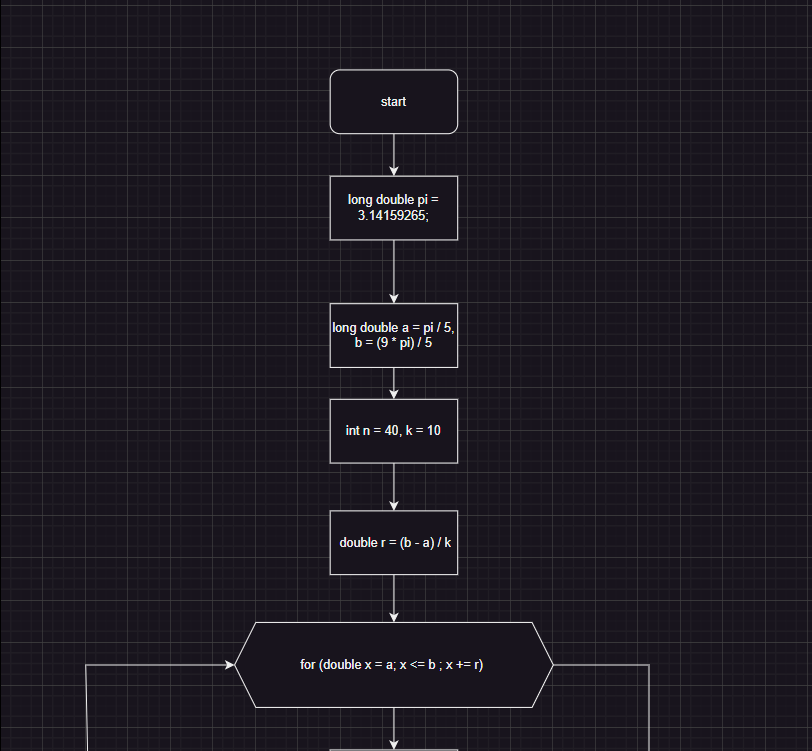 start
long double pi =
3.14159265;
long double a = pi / 5,
b = (9 * pi) / 5
int n = 40, k = 10
double r = (b - a) / k
for (double x = a; x <= b ; x += r)